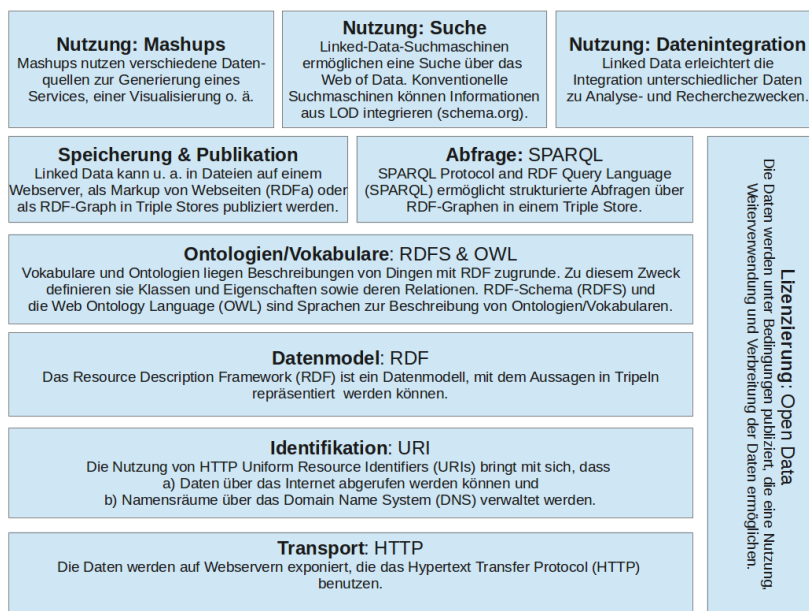 Nutzung: Mashups
Mashups nutzen verschiedene Daten-
quellen zur Generierung eines
Services, einer Visualisierung o. ä.
Nutzung: Suche
Linked-Data-Suchmaschinen
ermöglichen eine Suche über das
Web of Data. Konventionelle
Suchmaschinen können Informationen
aus LOD integrieren (schema.org).
Nutzung: Datenintegration
Linked Data erleichtert die
Integration unterschiedlicher Daten
zu Analyse- und Recherchezwecken.
Speicherung & Publikation
Linked Data kann u. a. in Dateien auf einem
Webserver, als Markup von Webseiten (RDFa) oder
als RDF-Graph in Triple Stores publiziert werden.
Abfrage: SPARQL
SPARQL Protocol and RDF Query Language
(SPARQL) ermöglicht strukturierte Abfragen über
RDF-Graphen in einem Triple Store.
Lizenzierung: Open Data
Die Daten werden unter Bedingungen publiziert, die eine Nutzung,
Weiterverwendung und Verbreitung der Daten ermöglichen.
Ontologien/Vokabulare: RDFS & OWL
Vokabulare und Ontologien liegen Beschreibungen von Dingen mit RDF zugrunde. Zu diesem Zweck
definieren sie Klassen und Eigenschaften sowie deren Relationen. RDF-Schema (RDFS) und
die Web Ontology Language (OWL) sind Sprachen zur Beschreibung von Ontologien/Vokabularen.
Datenmodel: RDF
Das Resource Description Framework (RDF) ist ein Datenmodell, mit dem Aussagen in Tripeln
repräsentiert werden können.
Identifikation: URI
Die Nutzung von HTTP Uniform Resource Identifiers (URIs) bringt mit sich, dass
a) Daten über das Internet abgerufen werden können und
b) Namensräume über das Domain Name System (DNS) verwaltet werden.
Transport: HTTP
Die Daten werden auf Webservern exponiert, die das Hypertext Transfer Protocol (HTTP)
benutzen.